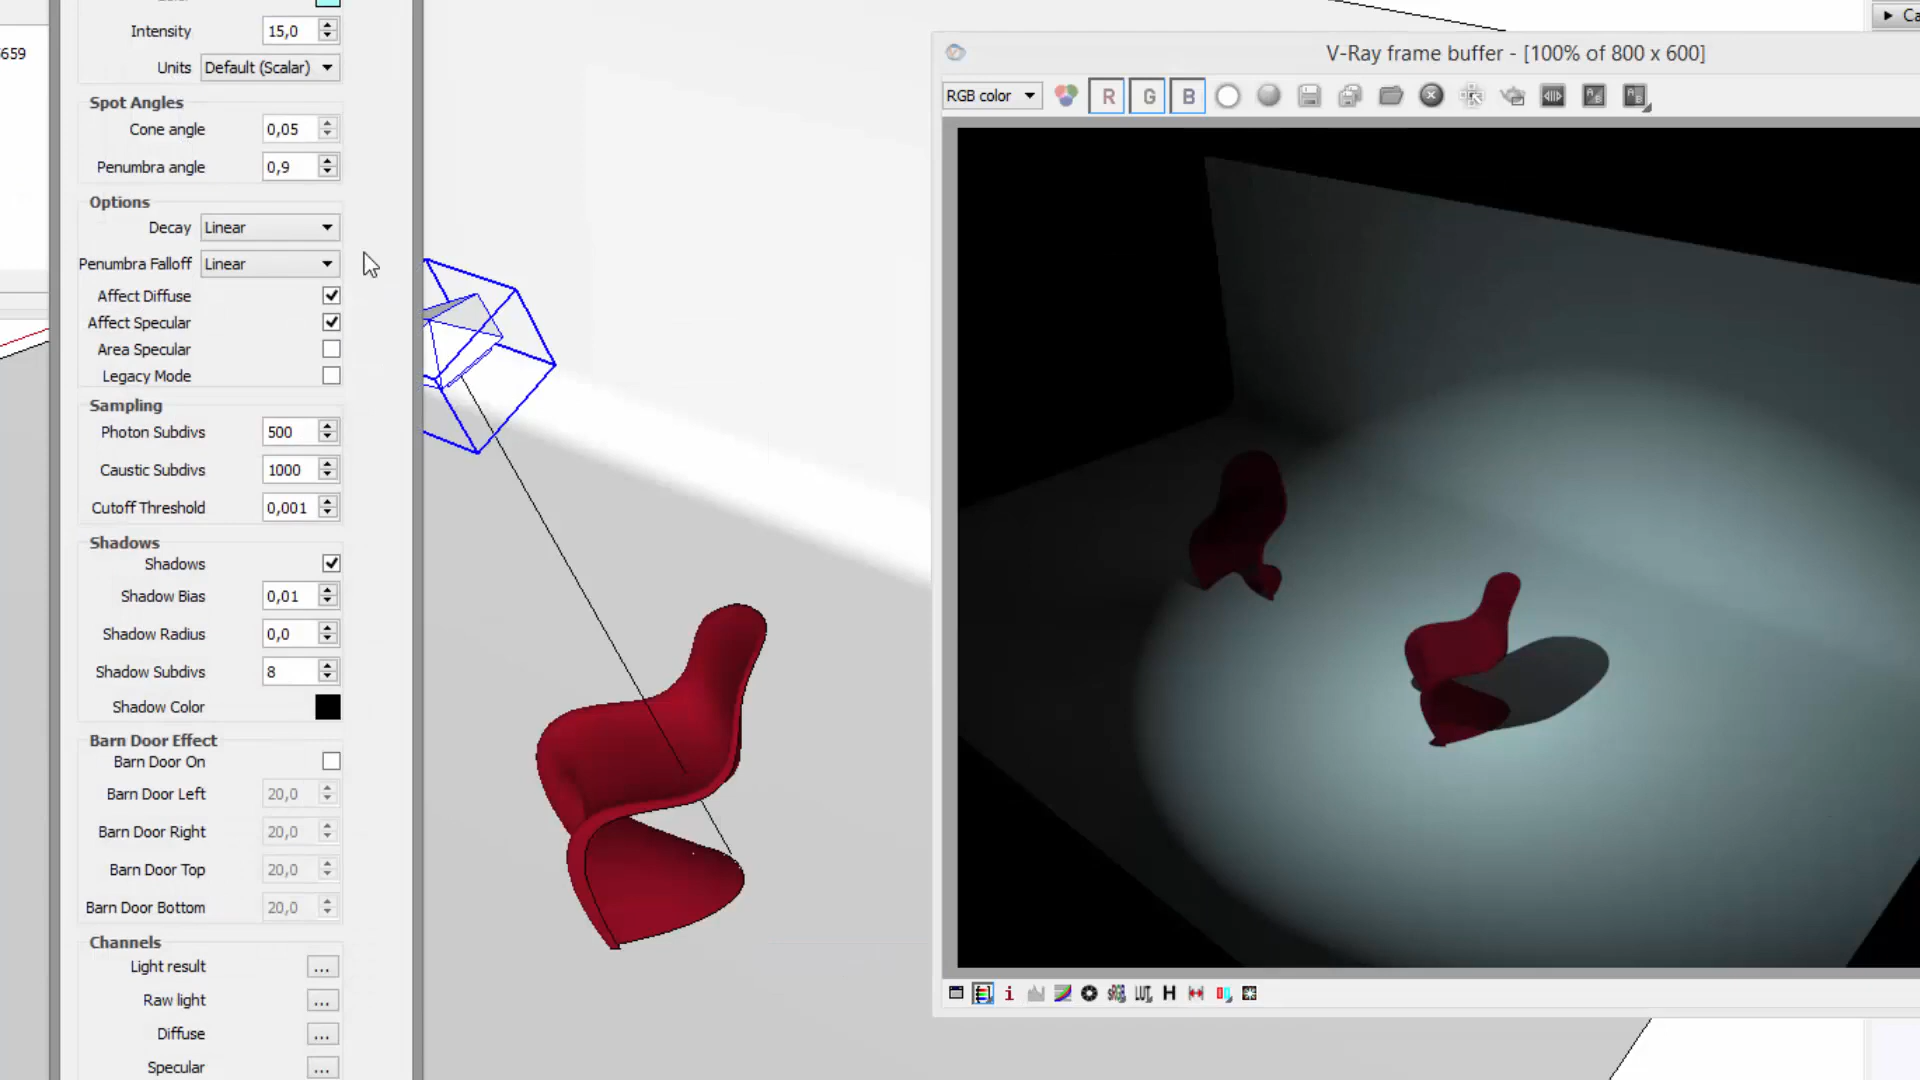 Intensity 15,0
Units Default (Scalar)
Spot Angles
Cone angle 0,05
Penumbra angle 0,9
Options
Decay Linear
Penumbra Falloff Linear
Affect Diffuse
Affect Specular
Area Specular
Legacy Mode
Sampling
Photon Subdivs 500
Caustic Subdivs 1000
Cutoff Threshold 0,001
Shadows
Shadows
Shadow Bias 0,01
Shadow Radius 0,0
Shadow Subdivs 8
Shadow Color
Barn Door Effect
Barn Door On
Barn Door Left 20,0
Barn Door Right 20,0
Barn Door Top 20,0
Barn Door Bottom 20,0
Channels
Light result ...
Raw light ...
Diffuse ...
Specular ...
659
V-Ray frame buffer - [100% of 800 x 600]
RGB color R G B
i sRGB LUT H
Ca